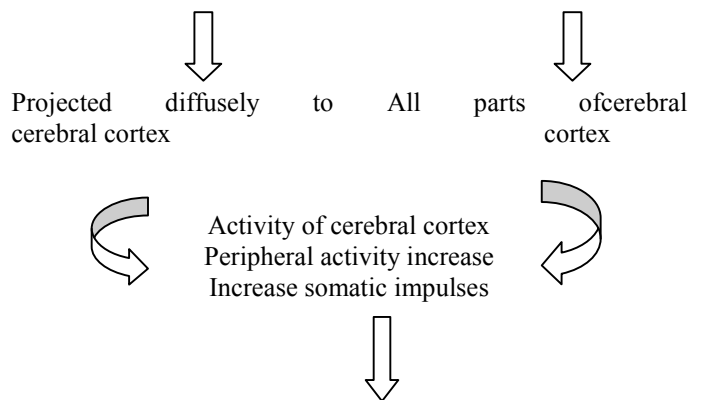 Projected diffusely to All parts ofcerebral
cerebral cortex cortex
Activity of cerebral cortex
Peripheral activity increase
Increase somatic impulses